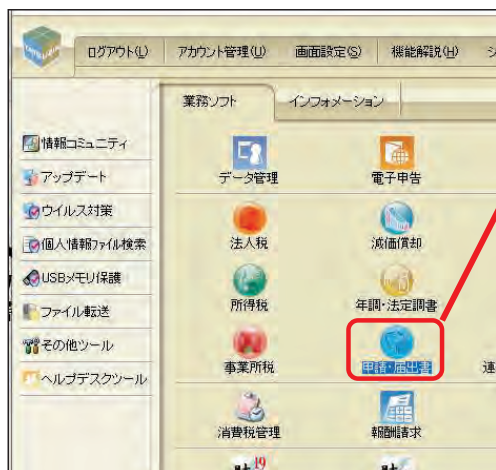 ログアウト(L) アカウント管理(U) 画面設定(S) 機能解説(H)
業務ソフト インフォメーション
情報コミュニティ
アップデート
ウイルス対策
個人情報ファイル検索
USBメモリ保護
ファイル転送
その他ツール
ヘルプデスクツール
データ管理 電子申告
法人税 減価償却
所得税 年調・法定調書
事業所税 申請・届出書 連
消費税管理 報酬請求
19